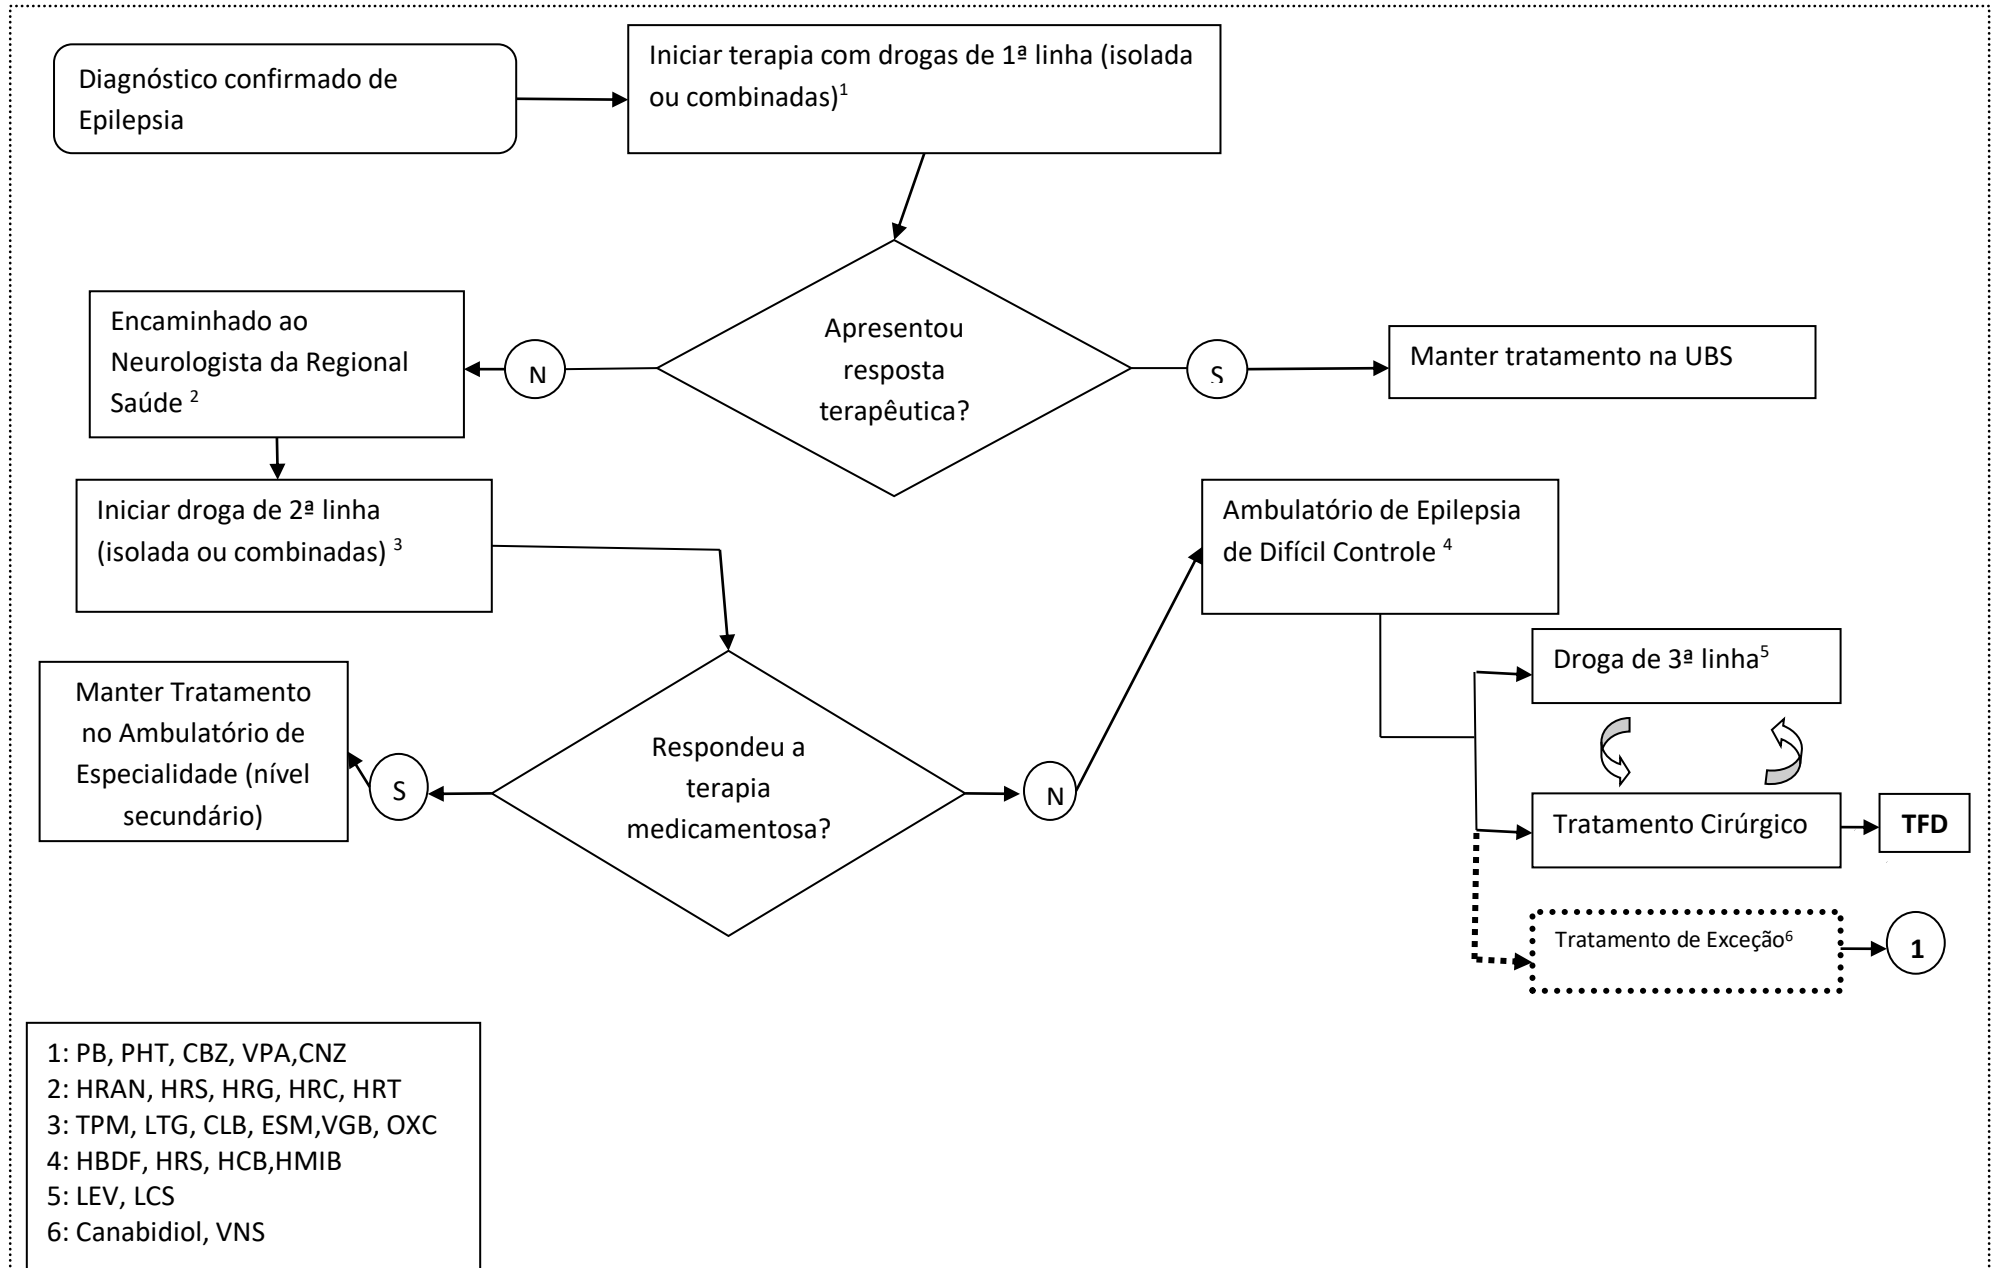 Diagnóstico confirmado de
Epilepsia
Iniciar terapia com drogas de 1ª linha (isolada
ou combinadas)¹
Apresentou
resposta
terapêutica?
N
S
Encaminhado ao
Neurologista da Regional
Saúde ²
Manter tratamento na UBS
Iniciar droga de 2ª linha
(isolada ou combinadas) ³
Respondeu a
terapia
medicamentosa?
S
N
Manter Tratamento
no Ambulatório de
Especialidade (nível
secundário)
Ambulatório de Epilepsia
de Difícil Controle ⁴
Droga de 3ª linha⁵
Tratamento Cirúrgico
TFD
Tratamento de Exceção⁶
1
1: PB, PHT, CBZ, VPA,CNZ
2: HRAN, HRS, HRG, HRC, HRT
3: TPM, LTG, CLB, ESM,VGB, OXC
4: HBDF, HRS, HCB,HMIB
5: LEV, LCS
6: Canabidiol, VNS